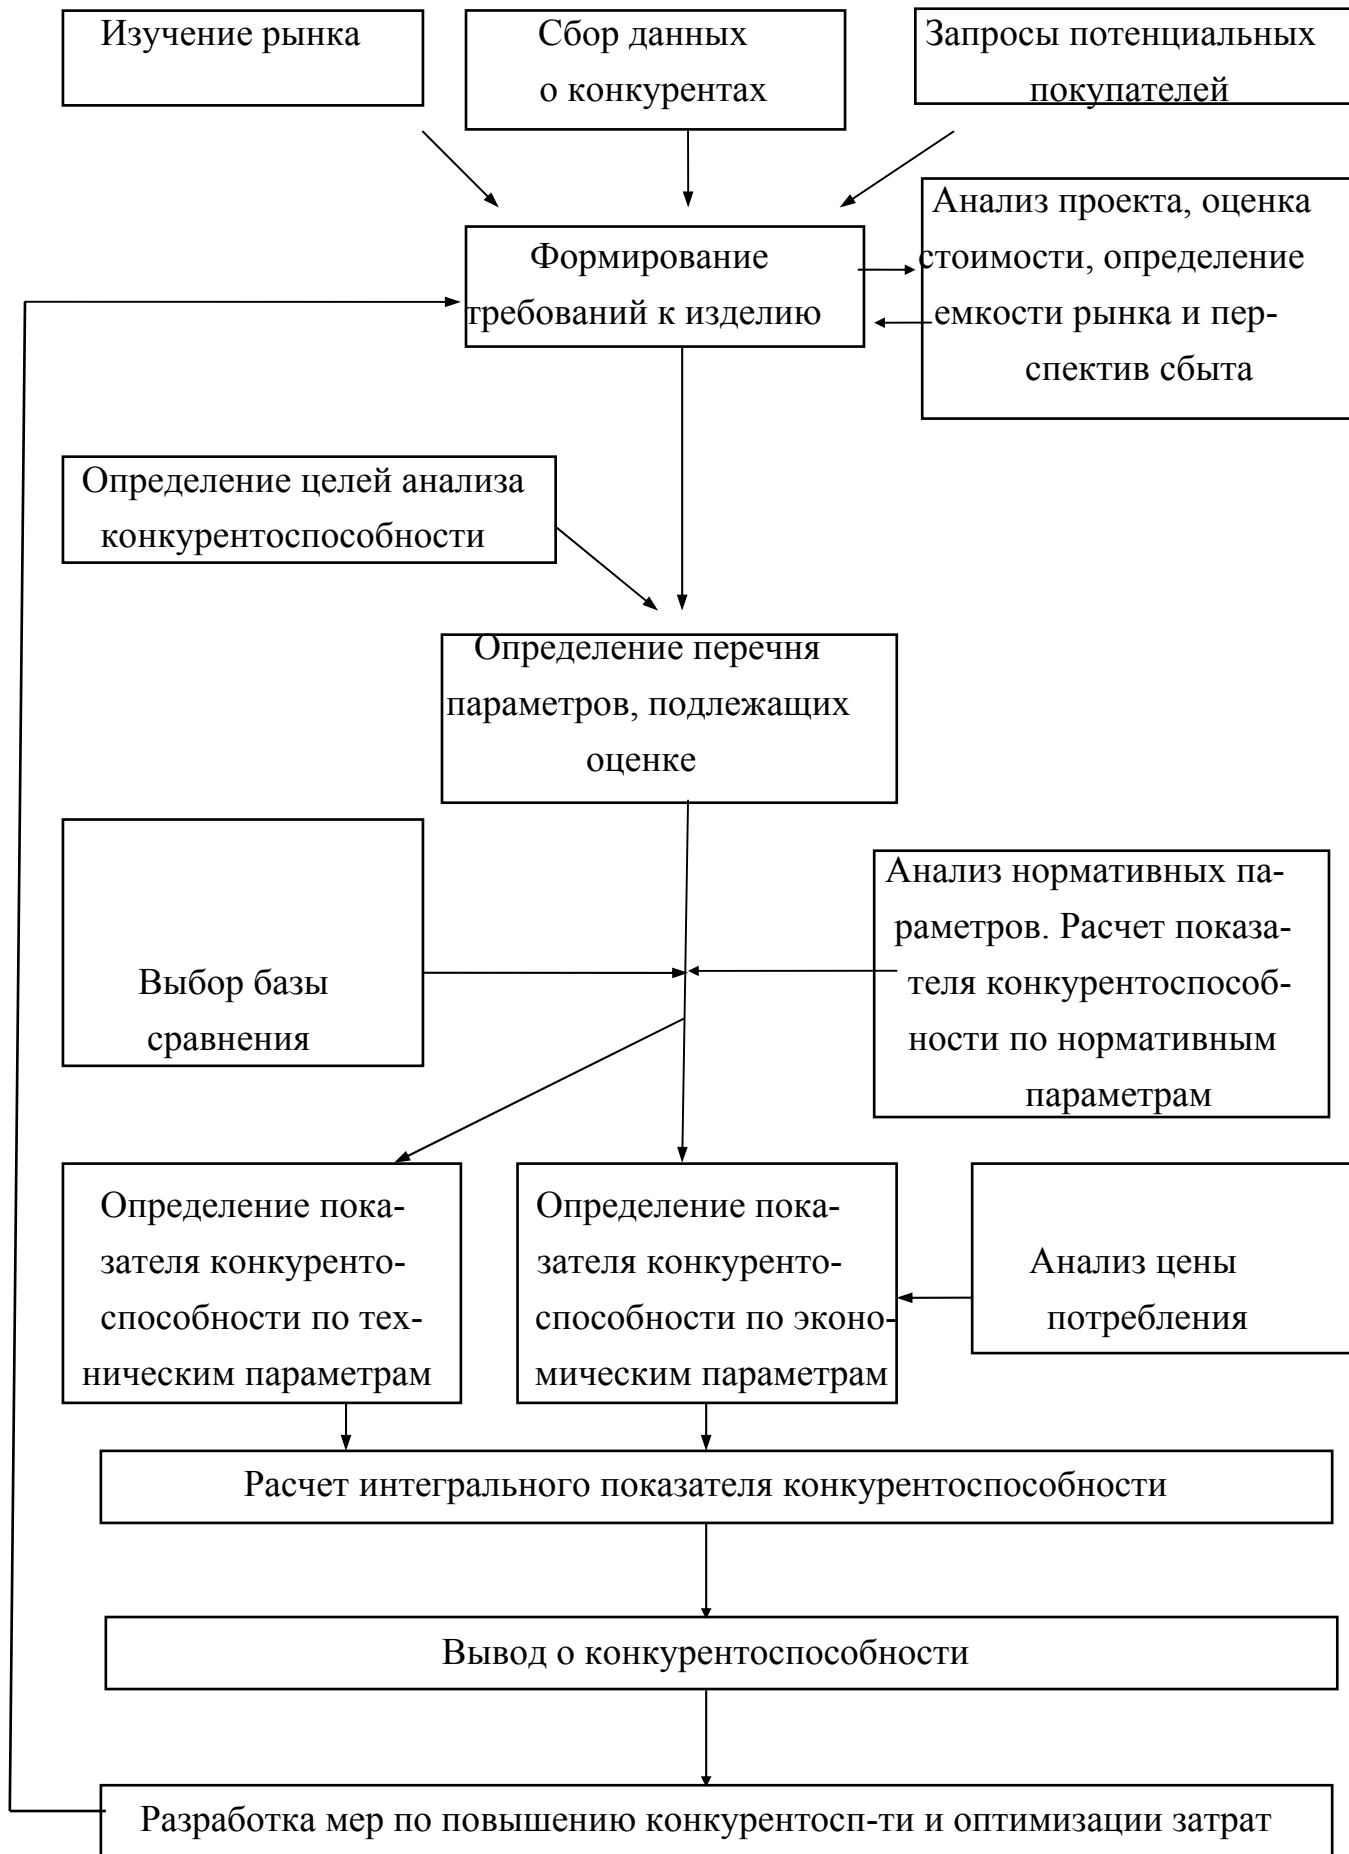 Изучение рынка
Сбор данных
о конкурентах
Запросы потенциальных
покупателей
Формирование
требований к изделию
Анализ проекта, оценка
стоимости, определение
емкости рынка и пер-
спектив сбыта
Определение целей анализа
конкурентоспособности
Определение перечня
параметров, подлежащих
оценке
Выбор базы
сравнения
Анализ нормативных па-
раметров. Расчет показа-
теля конкурентоспособ-
ности по нормативным
параметрам
Определение пока-
зателя конкуренто-
способности по тех-
ническим параметрам
Определение пока-
зателя конкуренто-
способности по эконо-
мическим параметрам
Анализ цены
потребления
Расчет интегрального показателя конкурентоспособности
Вывод о конкурентоспособности
Разработка мер по повышению конкурентосп-ти и оптимизации затрат